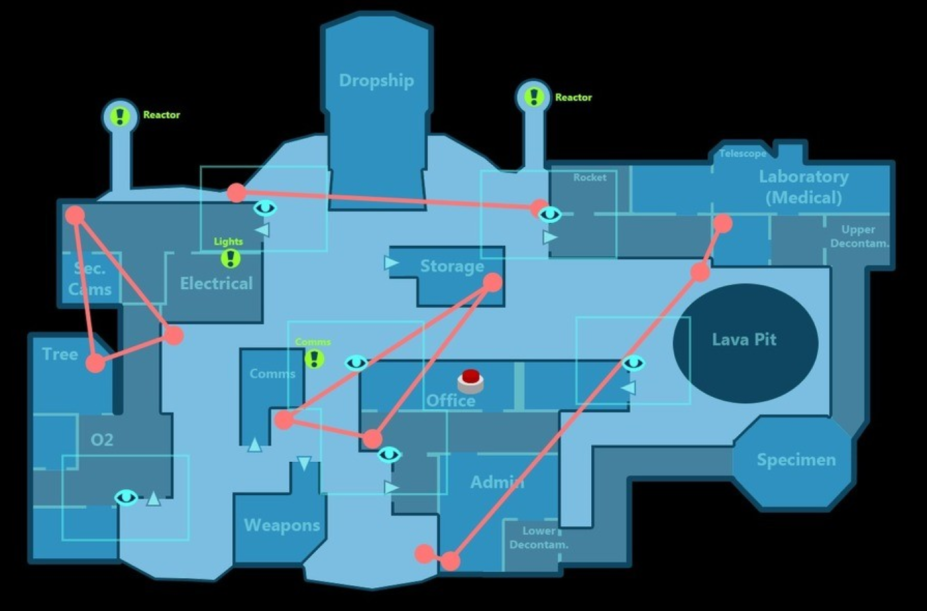 Dropship
Reactor
Reactor
Telescope
Rocket
Laboratory
(Medical)
Upper
Decontam.
Lights
Sec.
Cams
Electrical
Storage
Tree
Comms
Comms
Lava Pit
Office
O2
Specimen
Admin
Weapons
Lower
Decontam.